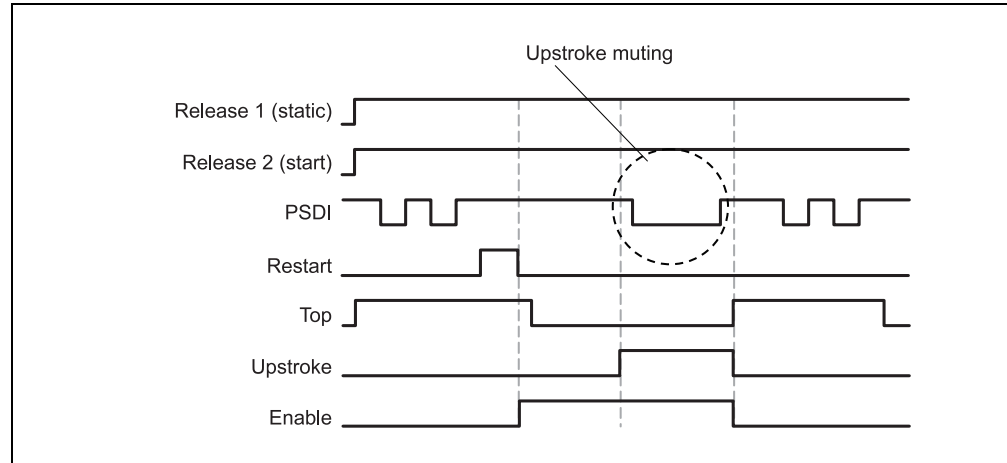 Upstroke muting
Release 1 (static)
Release 2 (start)
PSDI
Restart
Top
Upstroke
Enable